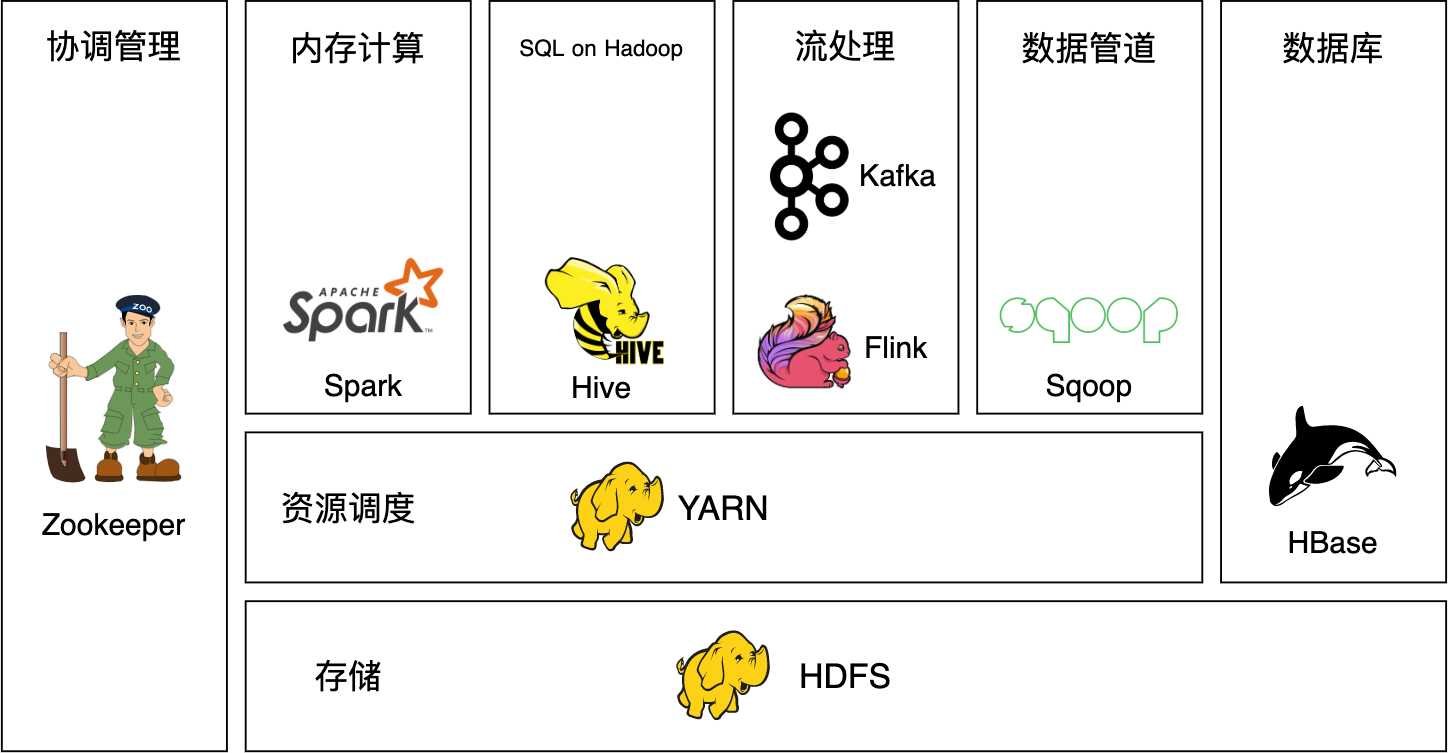 协调管理
ZOO
Zookeeper
内存计算
APACHE
Spark™
Spark
SQL on Hadoop
HIVE
Hive
流处理
Kafka
Flink
数据管道
sqoop
Sqoop
数据库
HBase
资源调度
YARN
存储
HDFS